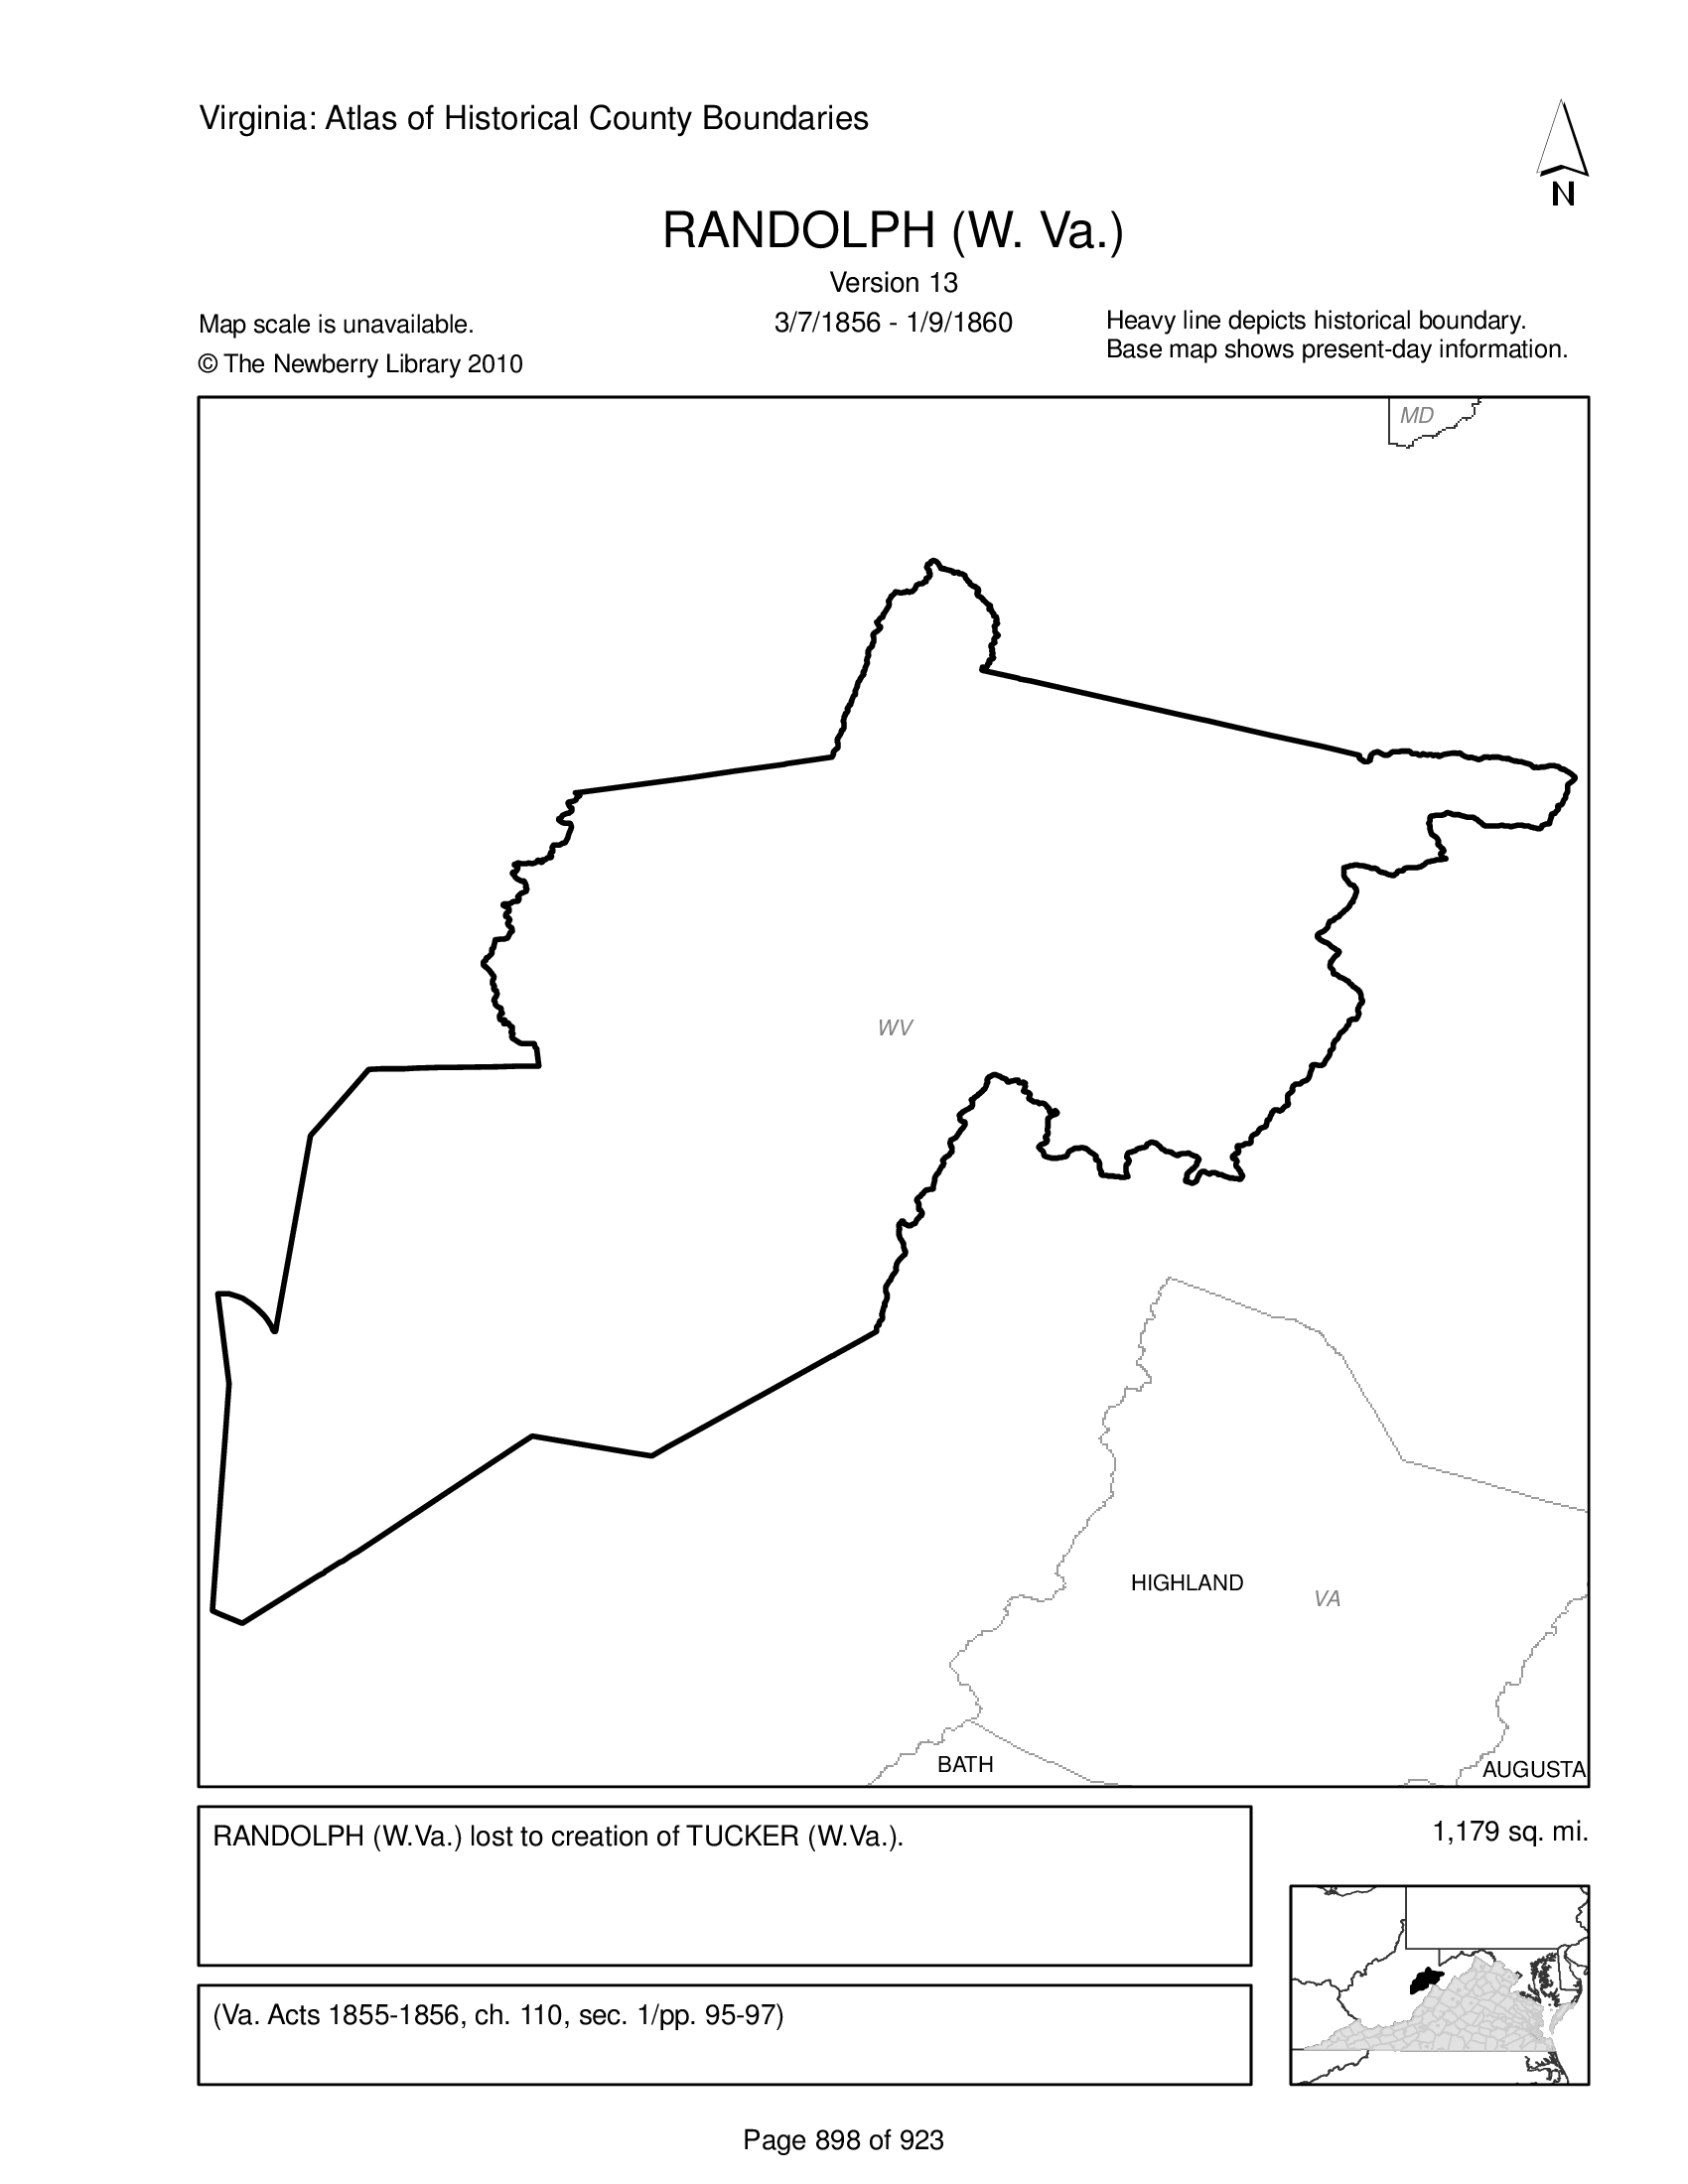 Virginia: Atlas of Historical County Boundaries
N
RANDOLPH (W. Va.)
Version 13
3/7/1856 - 1/9/1860
Map scale is unavailable.
© The Newberry Library 2010
Heavy line depicts historical boundary.
Base map shows present-day information.
MD
WV
HIGHLAND
VA
BATH
AUGUSTA
RANDOLPH (W.Va.) lost to creation of TUCKER (W.Va.).
1,179 sq. mi.
(Va. Acts 1855-1856, ch. 110, sec. 1/pp. 95-97)
Page 898 of 923